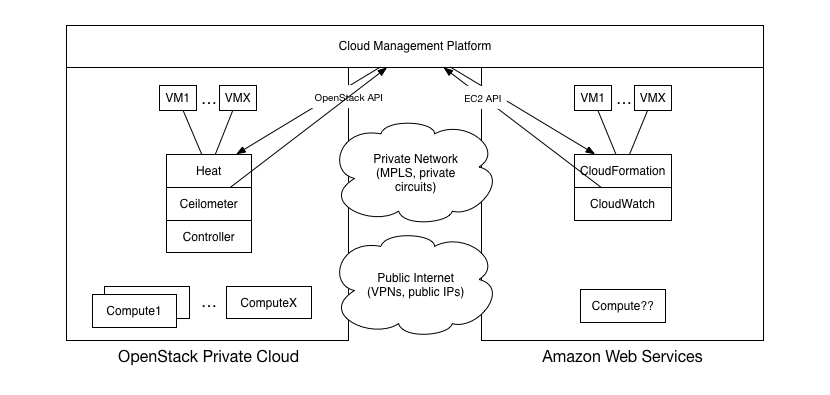 Cloud Management Platform
VM1 ... VMX
OpenStack API
EC2 API
VM1 ... VMX
Heat
Ceilometer
Controller
Private Network
(MPLS, private
circuits)
CloudFormation
CloudWatch
Public Internet
(VPNs, public IPs)
Compute1 ... ComputeX
Compute??
OpenStack Private Cloud
Amazon Web Services